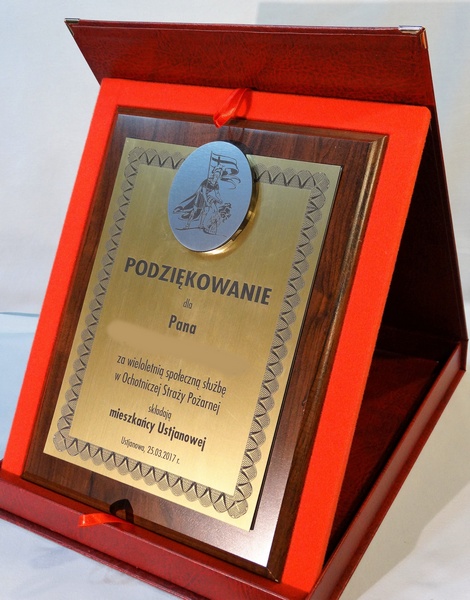 PODZIĘKOWANIE
dla
Pana
za wieloletnią społeczną służbę
w Ochotniczej Straży Pożarnej
składają
mieszkańcy Ustjanowej
Ustjanowa, 25.03.2017 r.